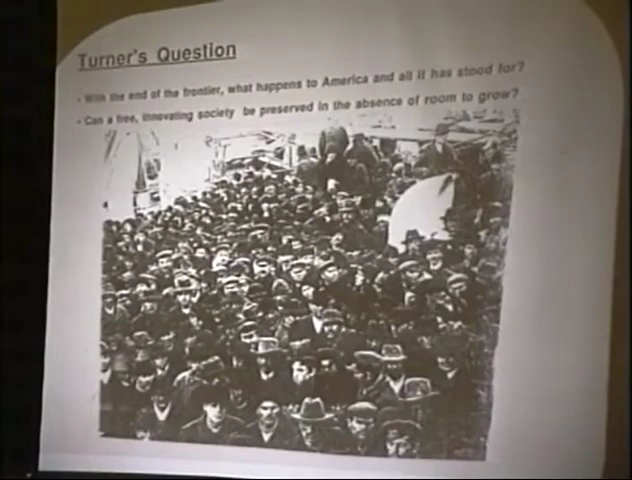 Turner's Question
- With the end of the frontier, what happens to America and all it has stood for?
- Can a free, innovating society be preserved in the absence of room to grow?